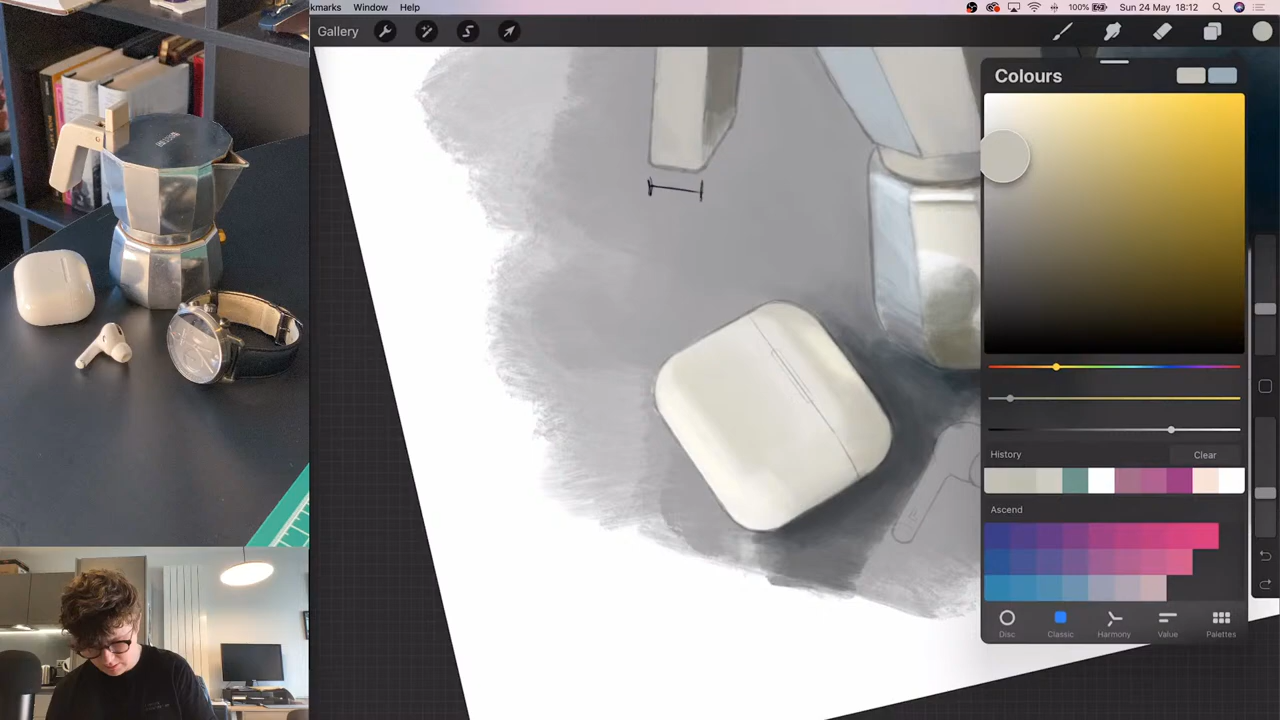 kmarks Window Help
100% Sun 24 May 18:12
Gallery
Colours
History
Clear
Ascend
Disc
Classic
Harmony
Value
Palettes